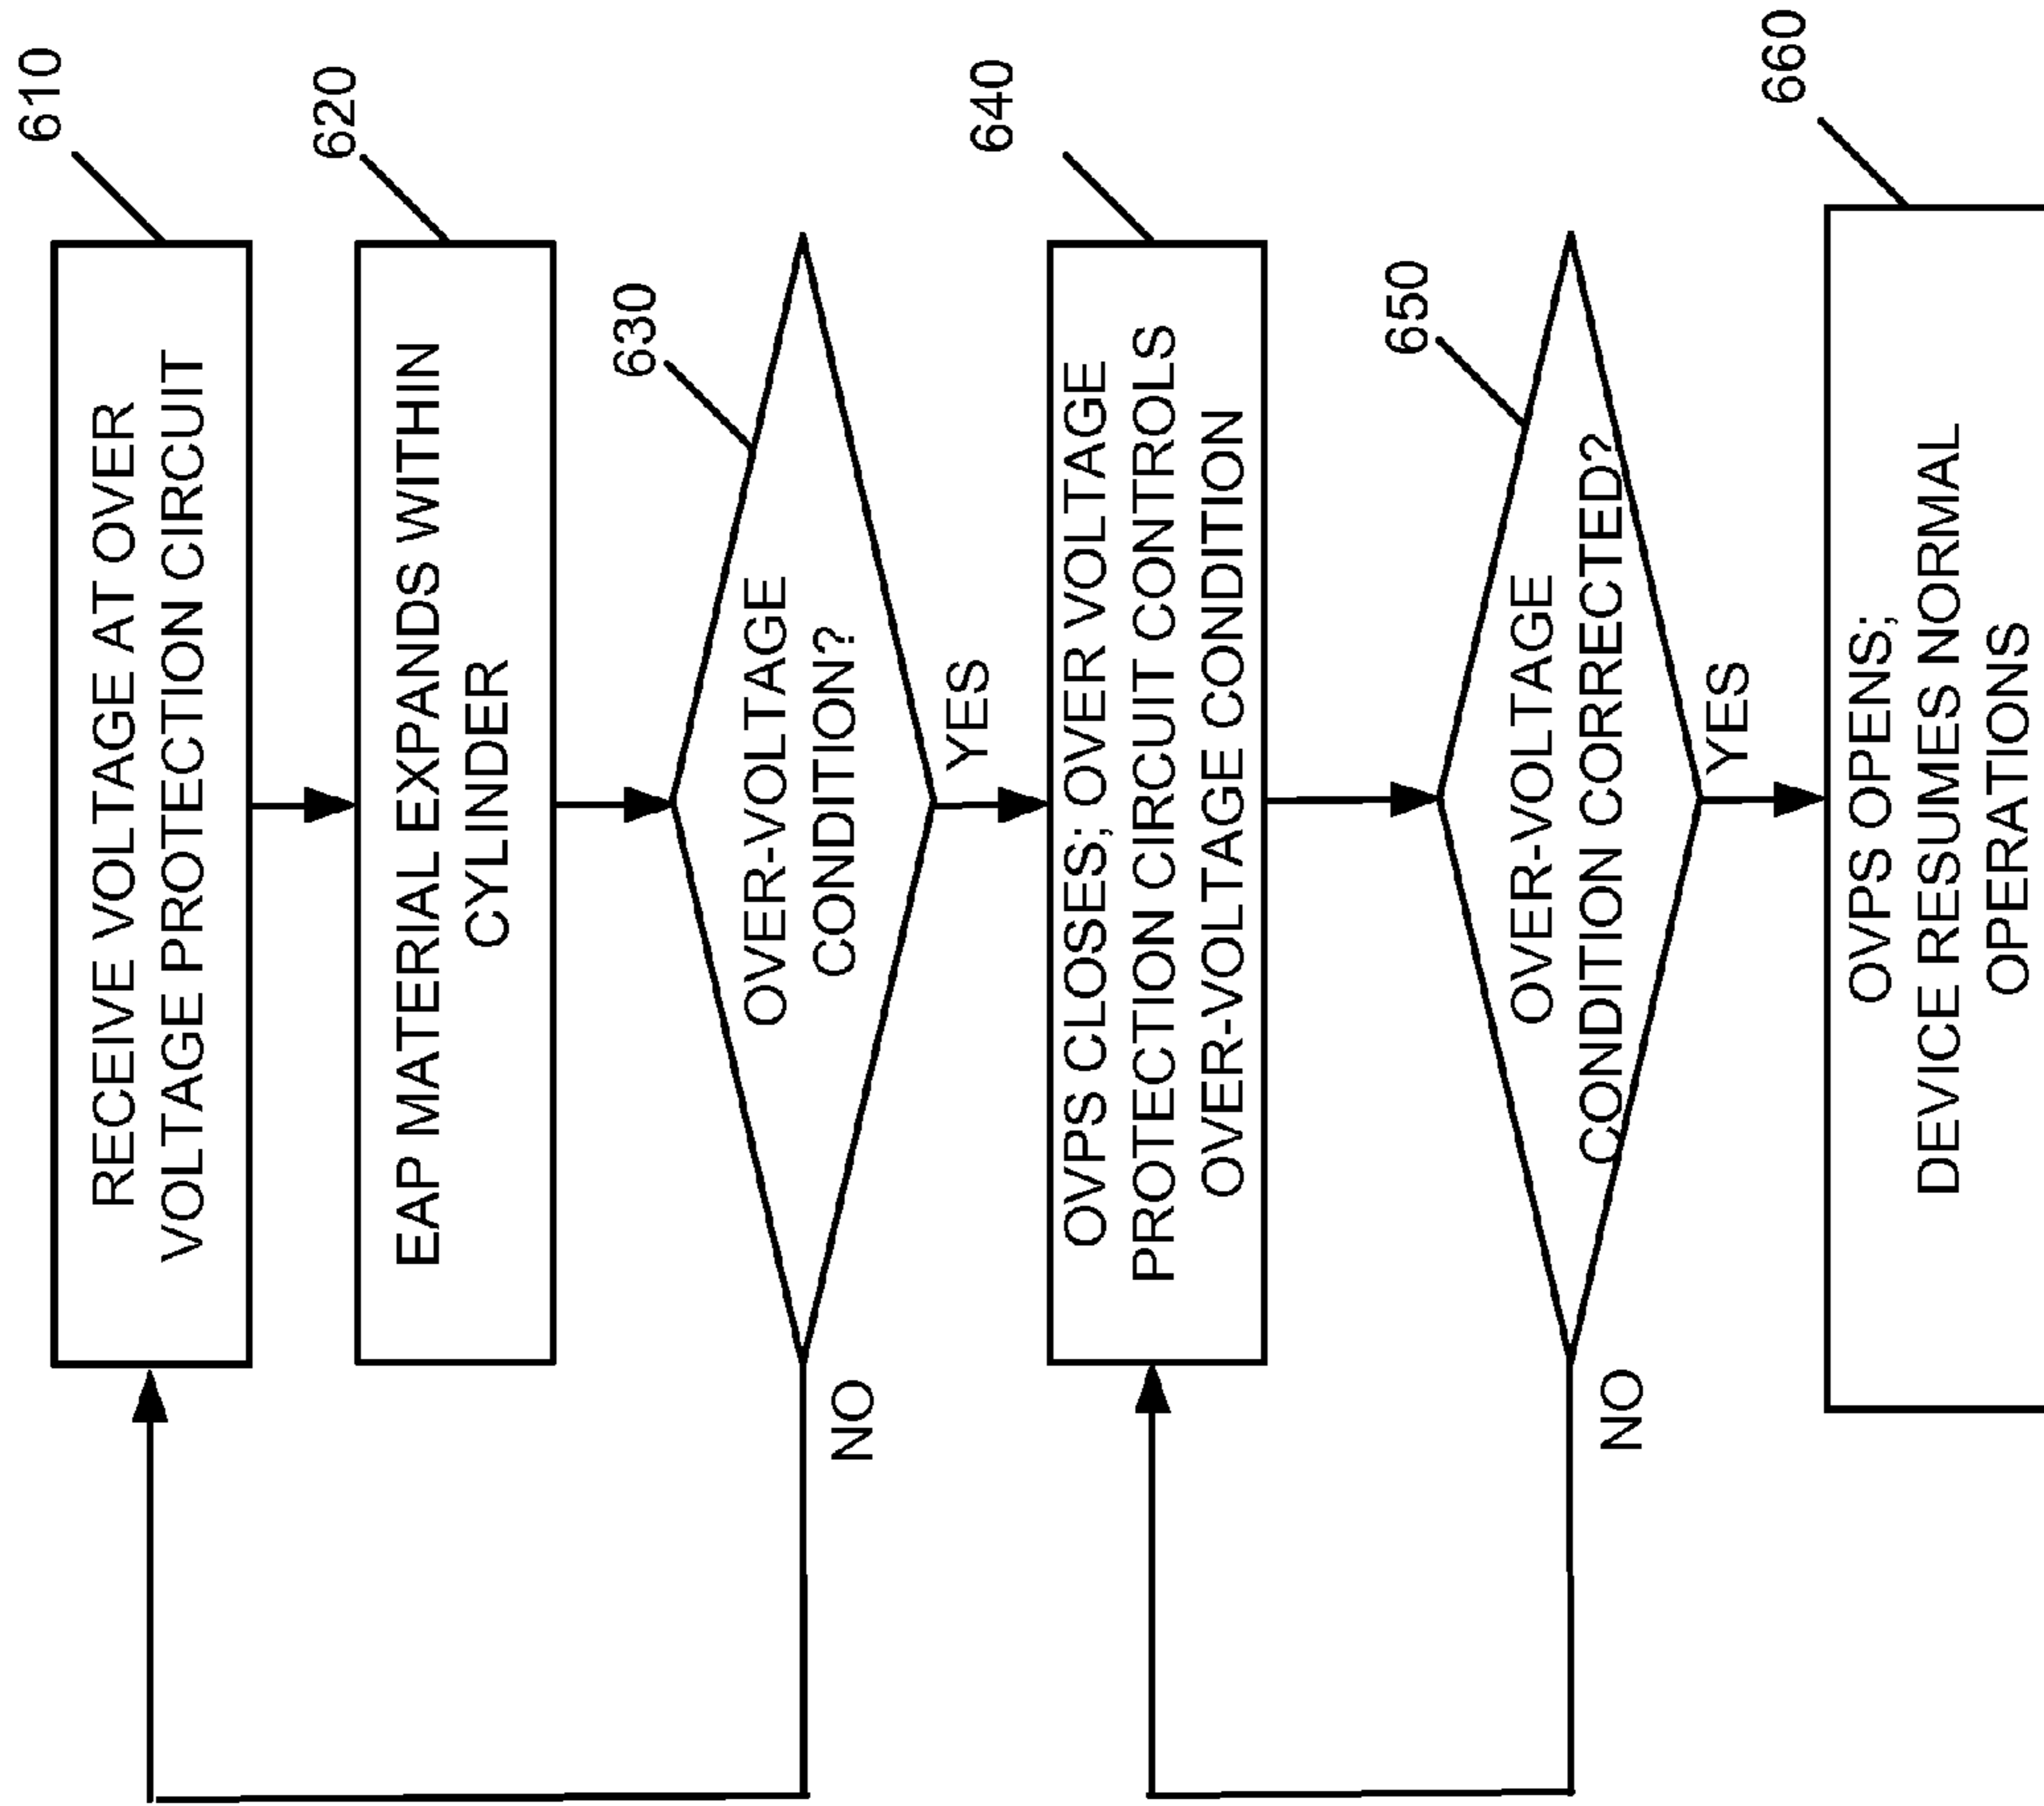 610
RECEIVE VOLTAGE AT OVER
VOLTAGE PROTECTION CIRCUIT
620
EAP MATERIAL EXPANDS WITHIN
CYLINDER
630
OVER-VOLTAGE
CONDITION?
NO
YES
640
OVPS CLOSES; OVER VOLTAGE
PROTECTION CIRCUIT CONTROLS
OVER-VOLTAGE CONDITION
650
OVER-VOLTAGE
CONDITION CORRECTED?
NO
YES
660
OVPS OPENS;
DEVICE RESUMES NORMAL
OPERATIONS